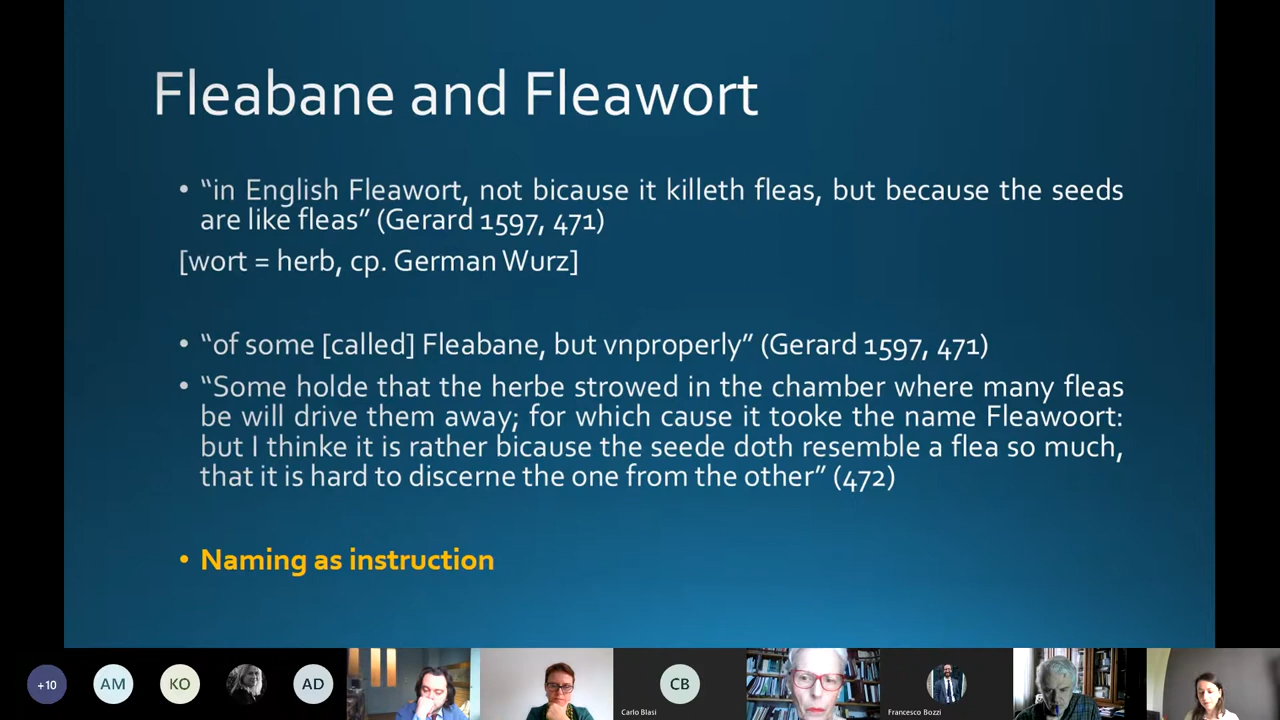 Fleabane and Fleawort
• “in English Fleawort, not bicause it killeth fleas, but because the seeds
are like fleas” (Gerard 1597, 471)
[wort = herb, cp. German Wurz]
• “of some [called] Fleabane, but vnproperly” (Gerard 1597, 471)
• “Some holde that the herbe strowed in the chamber where many fleas
be will drive them away; for which cause it tooke the name Fleawoort:
but I thinke it is rather bicause the seede doth resemble a flea so much,
that it is hard to discerne the one from the other” (472)
• Naming as instruction
+10 AM KO AD CB
Carlo Blasi Francesco Bozzi